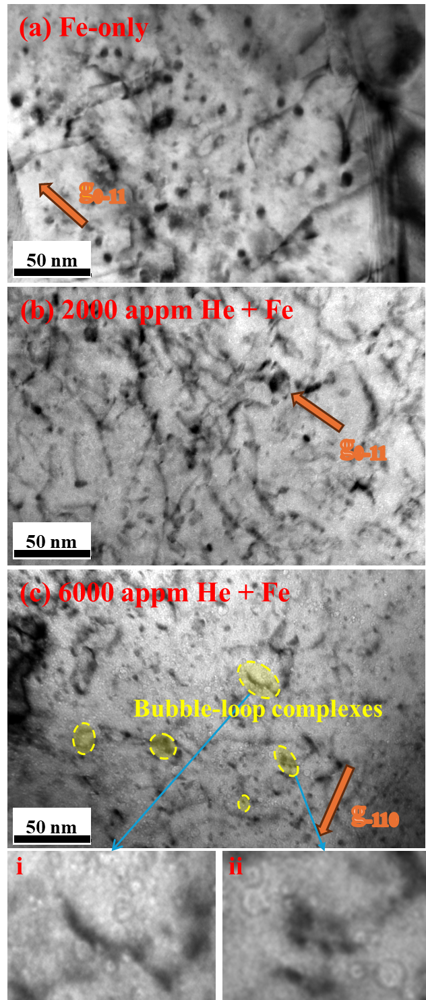 (a) Fe-only
g0-11
50 nm
(b) 2000 appm He + Fe
g0-11
50 nm
(c) 6000 appm He + Fe
Bubble-loop complexes
g-110
50 nm
i
ii